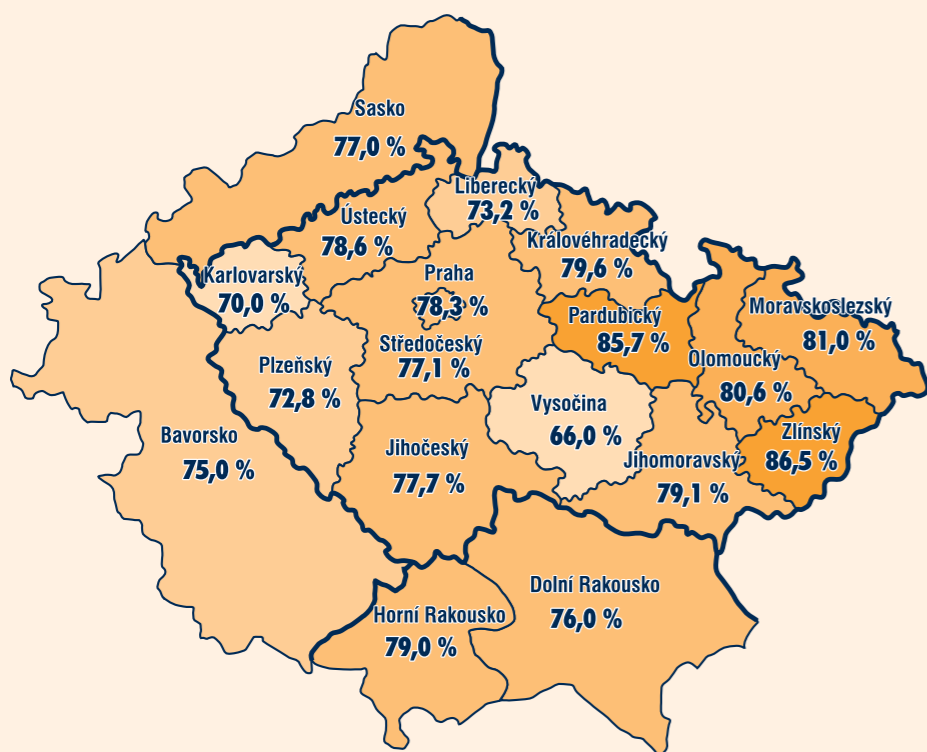 Sasko
77,0 %
Liberecký
73,2 %
Ústecký
78,6 %
Královéhradecký
79,6 %
Karlovarský
70,0 %
Praha
78,3 %
Moravskoslezský
81,0 %
Pardubický
85,7 %
Středočeský
77,1 %
Olomoucký
80,6 %
Plzeňský
72,8 %
Vysočina
66,0 %
Zlínský
86,5 %
Bavorsko
75,0 %
Jihočeský
77,7 %
Jihomoravský
79,1 %
Dolní Rakousko
76,0 %
Horní Rakousko
79,0 %